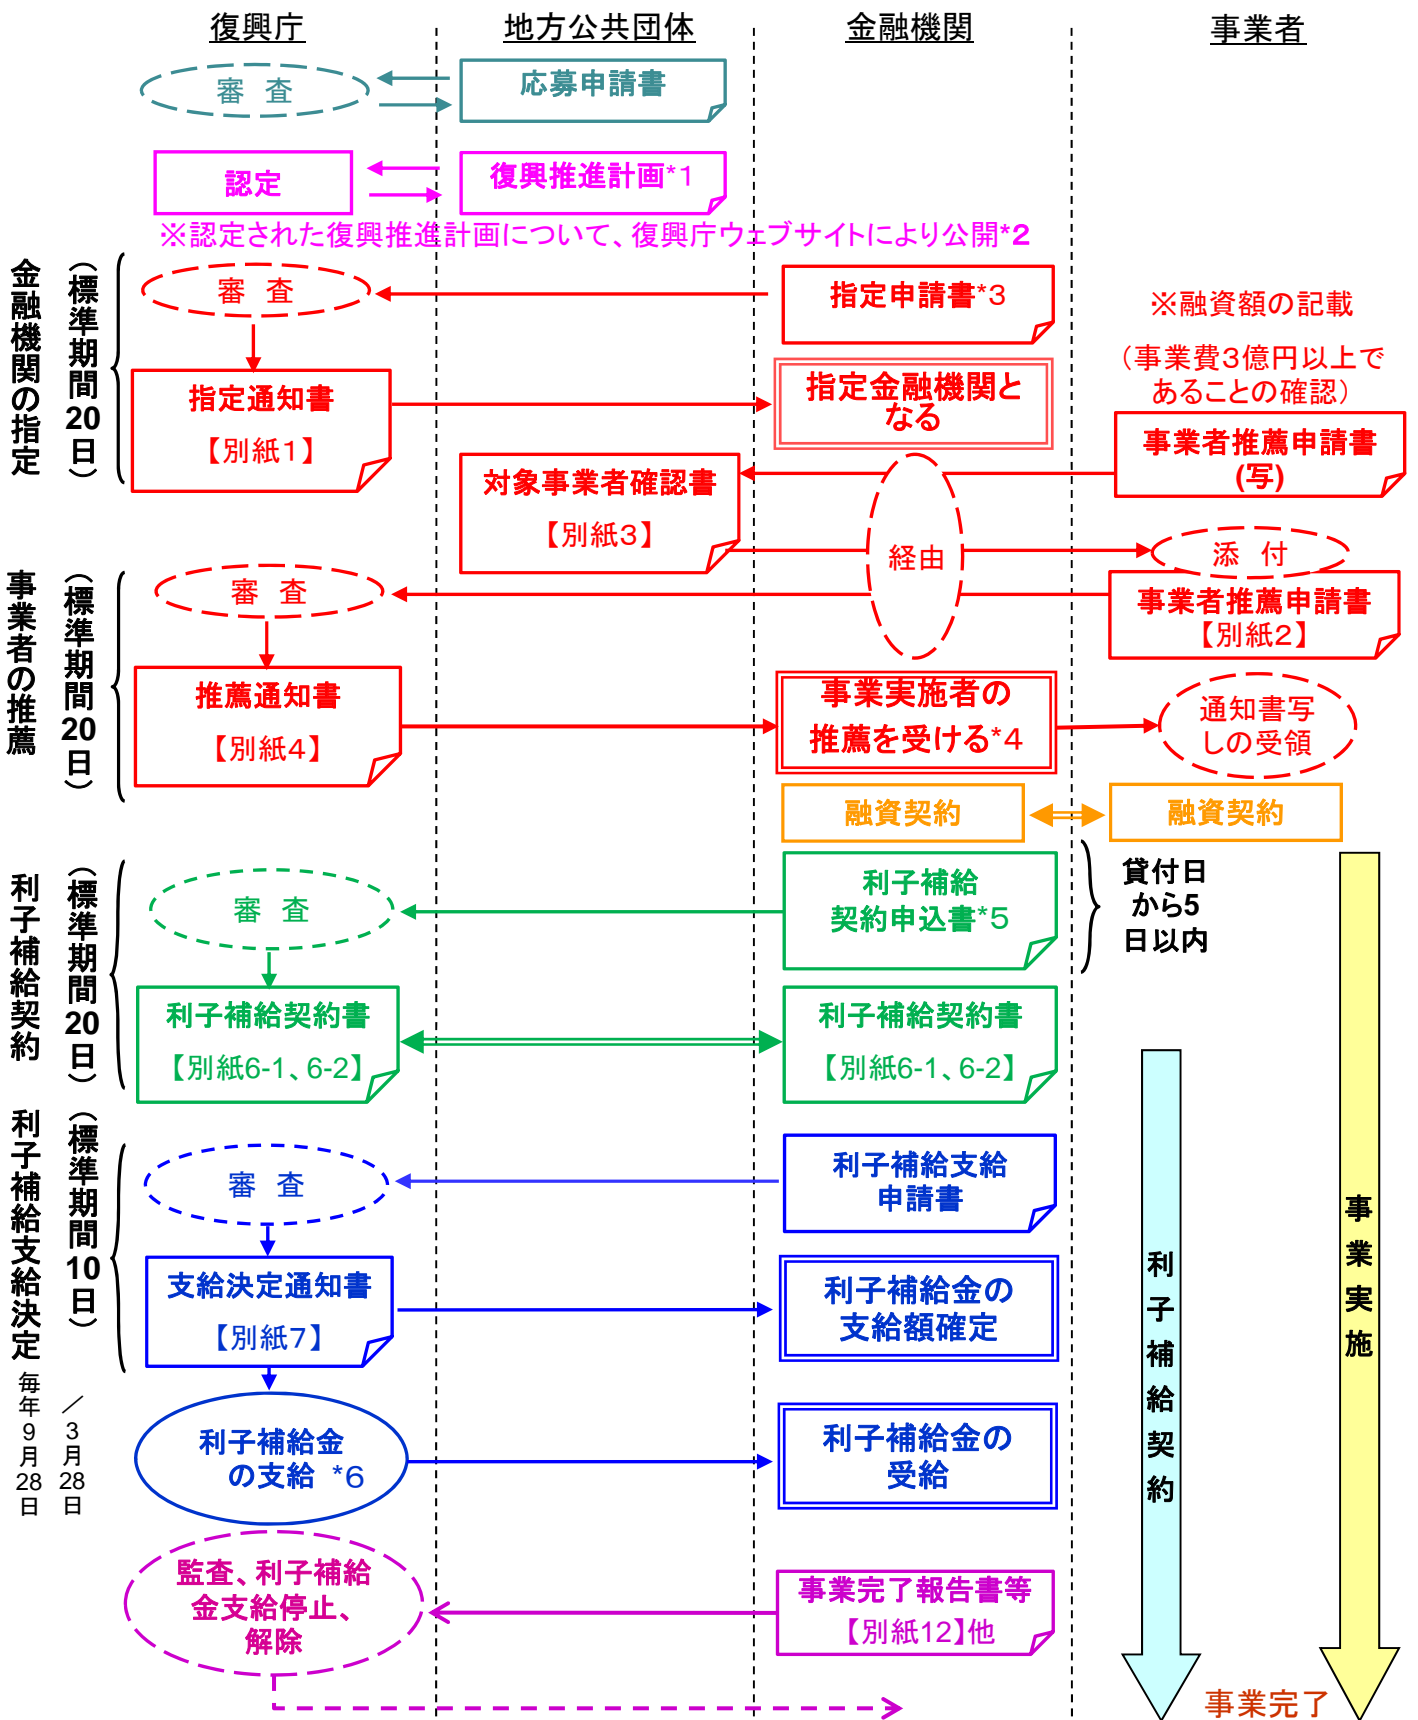 復興庁
地方公共団体
金融機関
事業者
審 査
応募申請書
認定
復興推進計画*1
※認定された復興推進計画について、復興庁ウェブサイトにより公開*2
金融機関の指定
（標準期間20日）
審 査
指定申請書*3
※融資額の記載
（事業費3億円以上で
あることの確認）
指定通知書
【別紙1】
指定金融機関と
なる
事業者推薦申請書
(写)
対象事業者確認書
【別紙3】
経由
添 付
事業者の推薦
（標準期間20日）
審 査
事業者推薦申請書
【別紙2】
推薦通知書
【別紙4】
事業実施者の
推薦を受ける*4
通知書写
しの受領
融資契約
融資契約
利子補給契約
（標準期間20日）
審 査
利子補給
契約申込書*5
貸付日
から5
日以内
利子補給契約書
【別紙6-1、6-2】
利子補給契約書
【別紙6-1、6-2】
利子補給支給決定
（標準期間10日）
毎年9月28日
／3月28日
審 査
利子補給支給
申請書
支給決定通知書
【別紙7】
利子補給金の
支給額確定
利子補給金
の支給 *6
利子補給金の
受給
利子補給契約
事業実施
監査、利子補給
金支給停止、
解除
事業完了報告書等
【別紙12】他
事業完了